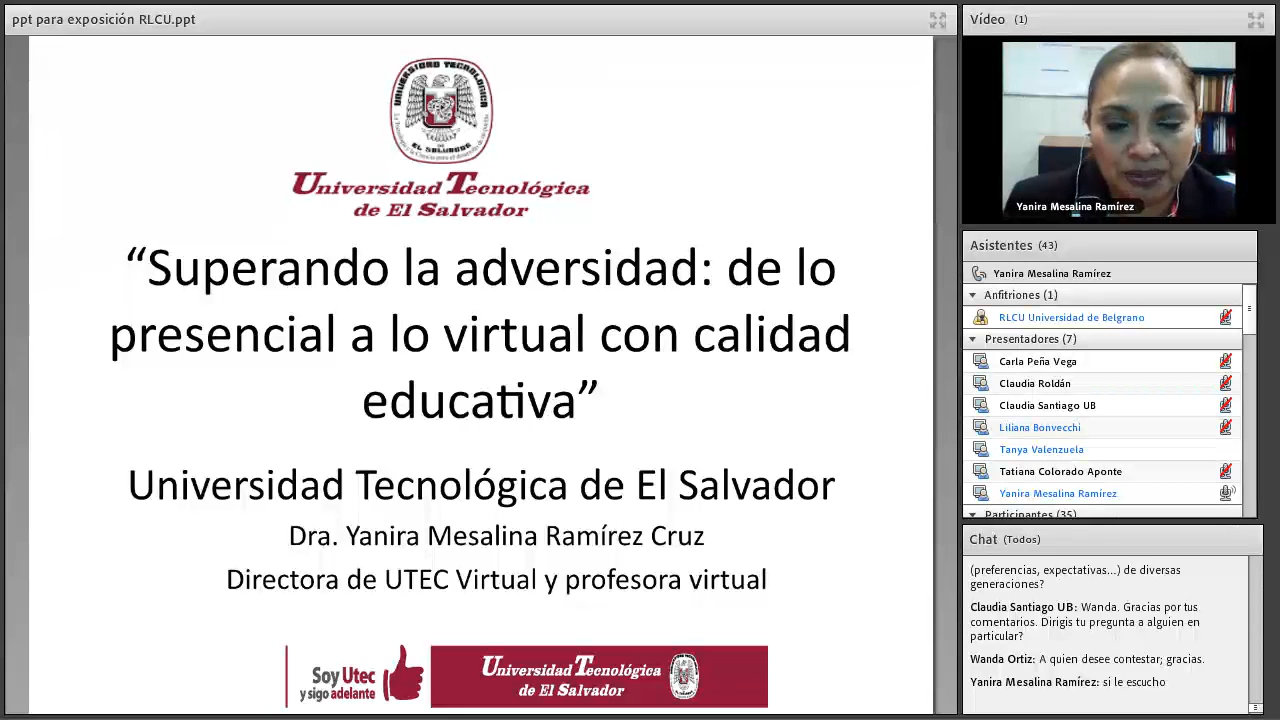 ppt para exposición RLCU.ppt
UNIVERSIDAD TECNOLOGICA
DE
EL SALVADOR
Universidad Tecnológica
de El Salvador
“Superando la adversidad: de lo
presencial a lo virtual con calidad
educativa”
Universidad Tecnológica de El Salvador
Dra. Yanira Mesalina Ramírez Cruz
Directora de UTEC Virtual y profesora virtual
Soy Utec
y sigo adelante
Universidad Tecnológica
de El Salvador
Vídeo (1)
Yanira Mesalina Ramírez
Asistentes (43)
Yanira Mesalina Ramírez
Anfitriones (1)
RLCU Universidad de Belgrano
Presentadores (7)
Carla Peña Vega
Claudia Roldán
Claudia Santiago UB
Liliana Bonvecchi
Tanya Valenzuela
Tatiana Colorado Aponte
Yanira Mesalina Ramírez
Participantes (35)
Chat (Todos)
(preferencias, expectativas...) de diversas
generaciones?
Claudia Santiago UB: Wanda. Gracias por tus
comentarios. Dirigis tu pregunta a alguien en
particular?
Wanda Ortiz: A quien desee contestar; gracias.
Yanira Mesalina Ramírez: si le escucho